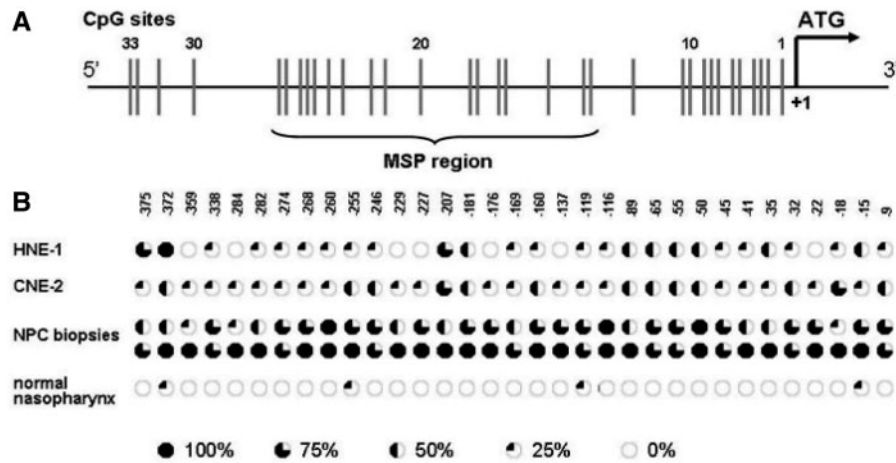 A
CpG sites
33 30 20 10 1 ATG
5' 3'
+1
MSP region
B
-375 -372 -359 -338 -284 -282 -274 -268 -260 -255 -246 -229 -227 -207 -181 -176 -169 -160 -137 -119 -116 -89 -65 -55 -50 -45 -41 -35 -32 -22 -18 -15 -9
HNE-1
CNE-2
NPC biopsies
normal
nasopharynx
100% 75% 50% 25% 0%